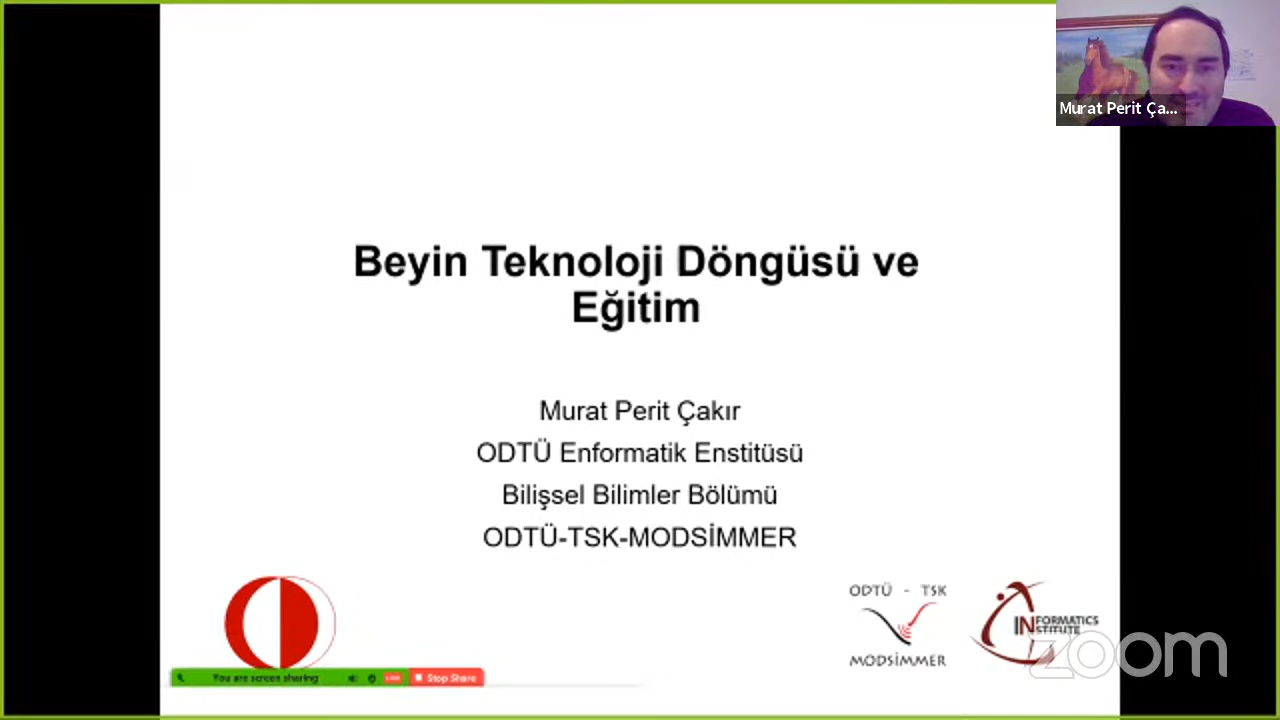 Murat Perit Ça...
Beyin Teknoloji Döngüsü ve
Eğitim
Murat Perit Çakır
ODTÜ Enformatik Enstitüsü
Bilişsel Bilimler Bölümü
ODTÜ-TSK-MODSİMMER
ODTÜ - TSK
MODSİMMER
INFORMATICS
INSTITUTE
zoom
You are screen sharing
LIVE
Stop Share